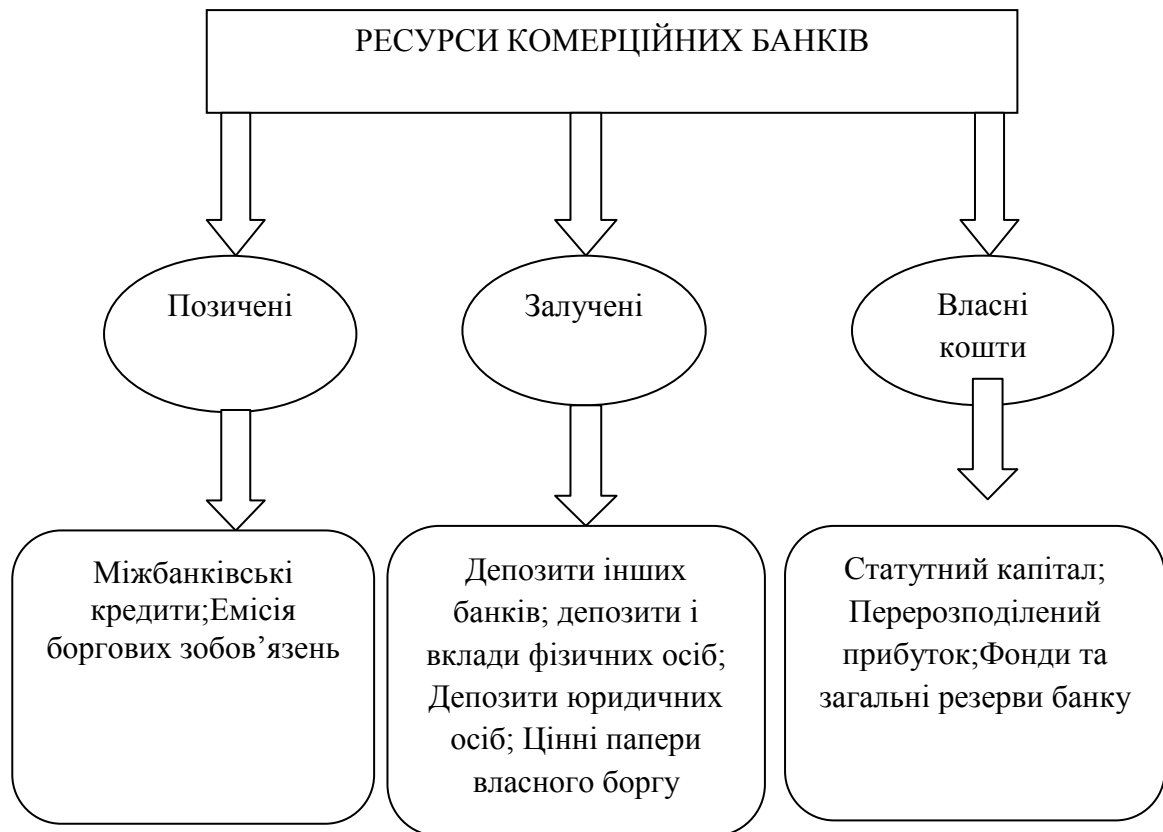 РЕСУРСИ КОМЕРЦІЙНИХ БАНКІВ
Позичені
Залучені
Власні
кошти
Міжбанківські
кредити;Емісія
боргових зобов’язень
Депозити інших
банків; депозити і
вклади фізичних осіб;
Депозити юридичних
осіб; Цінні папери
власного боргу
Статутний капітал;
Перерозподілений
прибуток;Фонди та
загальні резерви банку